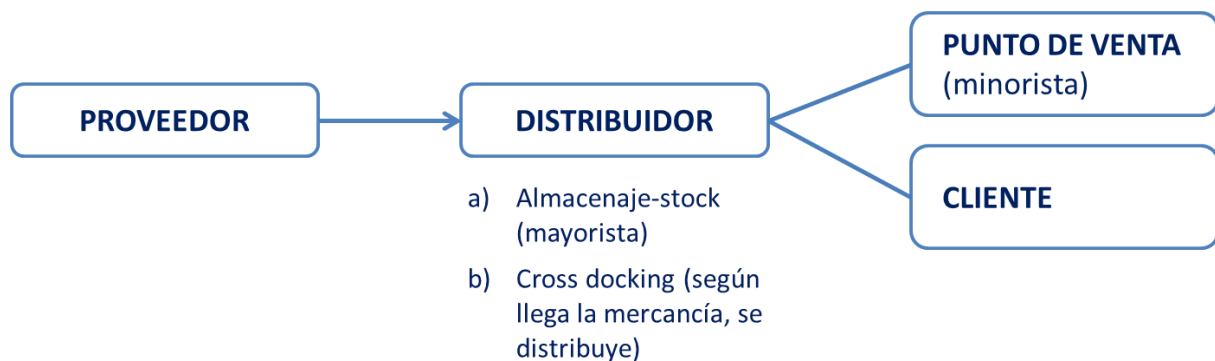 PROVEEDOR
DISTRIBUIDOR
a) Almacenaje-stock
(mayorista)
b) Cross docking (según
llega la mercancía, se
distribuye)
PUNTO DE VENTA
(minorista)
CLIENTE